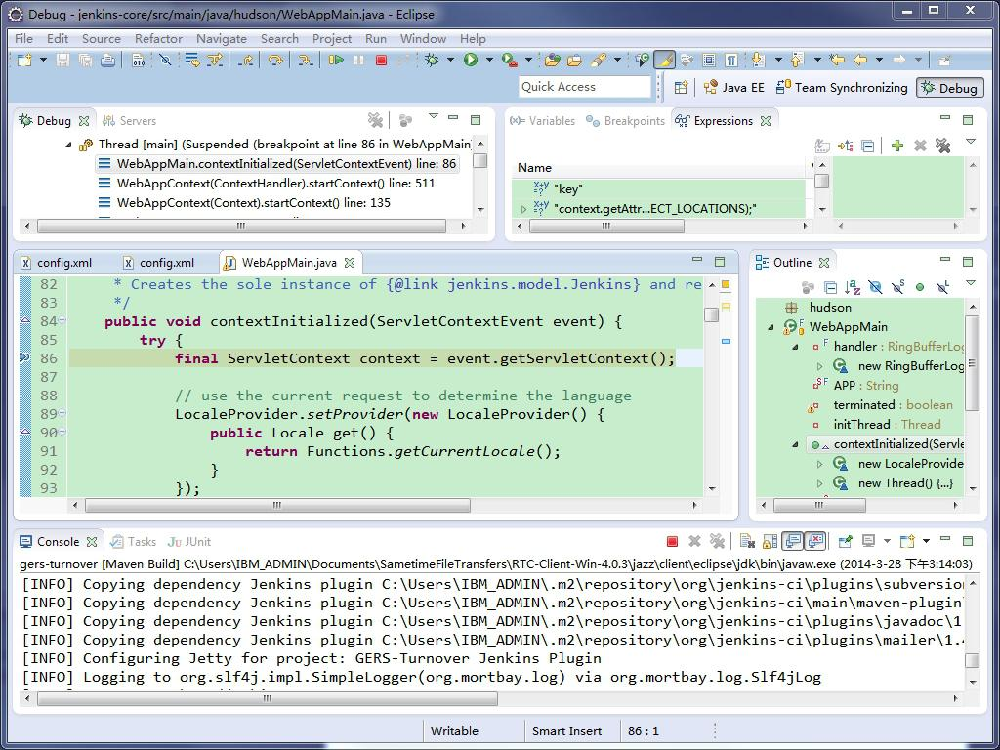 Debug - jenkins-core/src/main/java/hudson/WebAppMain.java - Eclipse
File Edit Source Refactor Navigate Search Project Run Window Help
Quick Access
Java EE
Team Synchronizing
Debug
Debug
Servers
Thread [main] (Suspended (breakpoint at line 86 in WebAppMain
WebAppMain.contextInitialized(ServletContextEvent) line: 86
WebAppContext(ContextHandler).startContext() line: 511
WebAppContext(Context).startContext() line: 135
(x)= Variables
Breakpoints
Expressions
Name
"key"
"context.getAttr...ECT_LOCATIONS);"
config.xml
config.xml
WebAppMain.java
82 * Creates the sole instance of {@link jenkins.model.Jenkins} and re
83 */
84 public void contextInitialized(ServletContextEvent event) {
85 try {
86 final ServletContext context = event.getServletContext();
87
88 // use the current request to determine the language
89 LocaleProvider.setProvider(new LocaleProvider() {
90 public Locale get() {
91 return Functions.getCurrentLocale();
92 }
93 });
Outline
hudson
WebAppMain
handler : RingBufferLog
new RingBufferLog
APP : String
terminated : boolean
initThread : Thread
contextInitialized(Servle
new LocaleProvide
new Thread() {...}
Console
Tasks
JUnit
gers-turnover [Maven Build] C:\Users\IBM_ADMIN\Documents\SametimeFileTransfers\RTC-Client-Win-4.0.3\jazz\client\eclipse\jdk\bin\javaw.exe (2014-3-28 下午3:14:03)
[INFO] Copying dependency Jenkins plugin C:\Users\IBM_ADMIN\.m2\repository\org\jenkins-ci\plugins\subversion
[INFO] Copying dependency Jenkins plugin C:\Users\IBM_ADMIN\.m2\repository\org\jenkins-ci\main\maven-plugin
[INFO] Copying dependency Jenkins plugin C:\Users\IBM_ADMIN\.m2\repository\org\jenkins-ci\plugins\javadoc\1
[INFO] Copying dependency Jenkins plugin C:\Users\IBM_ADMIN\.m2\repository\org\jenkins-ci\plugins\mailer\1.4
[INFO] Configuring Jetty for project: GERS-Turnover Jenkins Plugin
[INFO] Logging to org.slf4j.impl.SimpleLogger(org.mortbay.log) via org.mortbay.log.Slf4jLog
Writable
Smart Insert
86 : 1